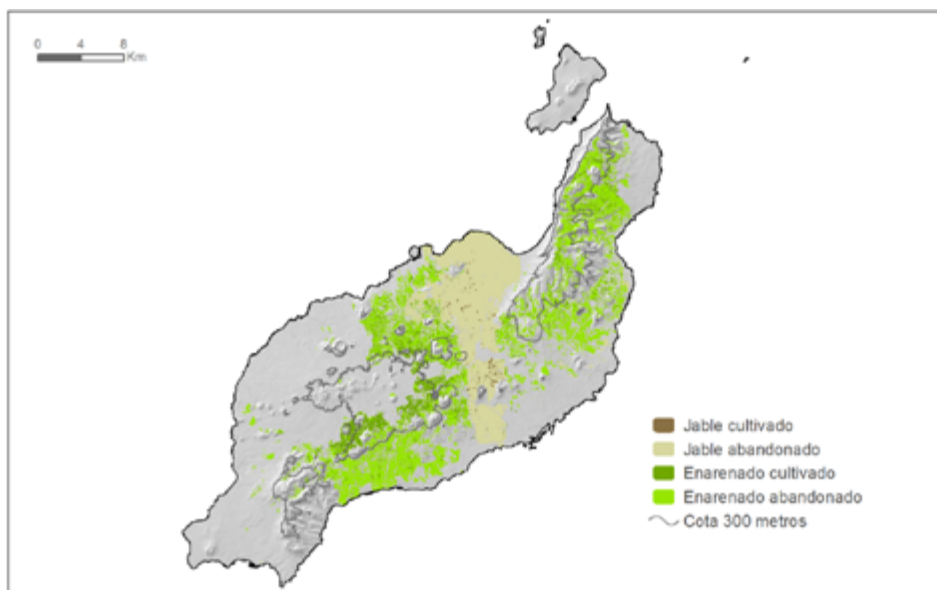 0 4 8
Km
Jable cultivado
Jable abandonado
Enarenado cultivado
Enarenado abandonado
Cota 300 metros